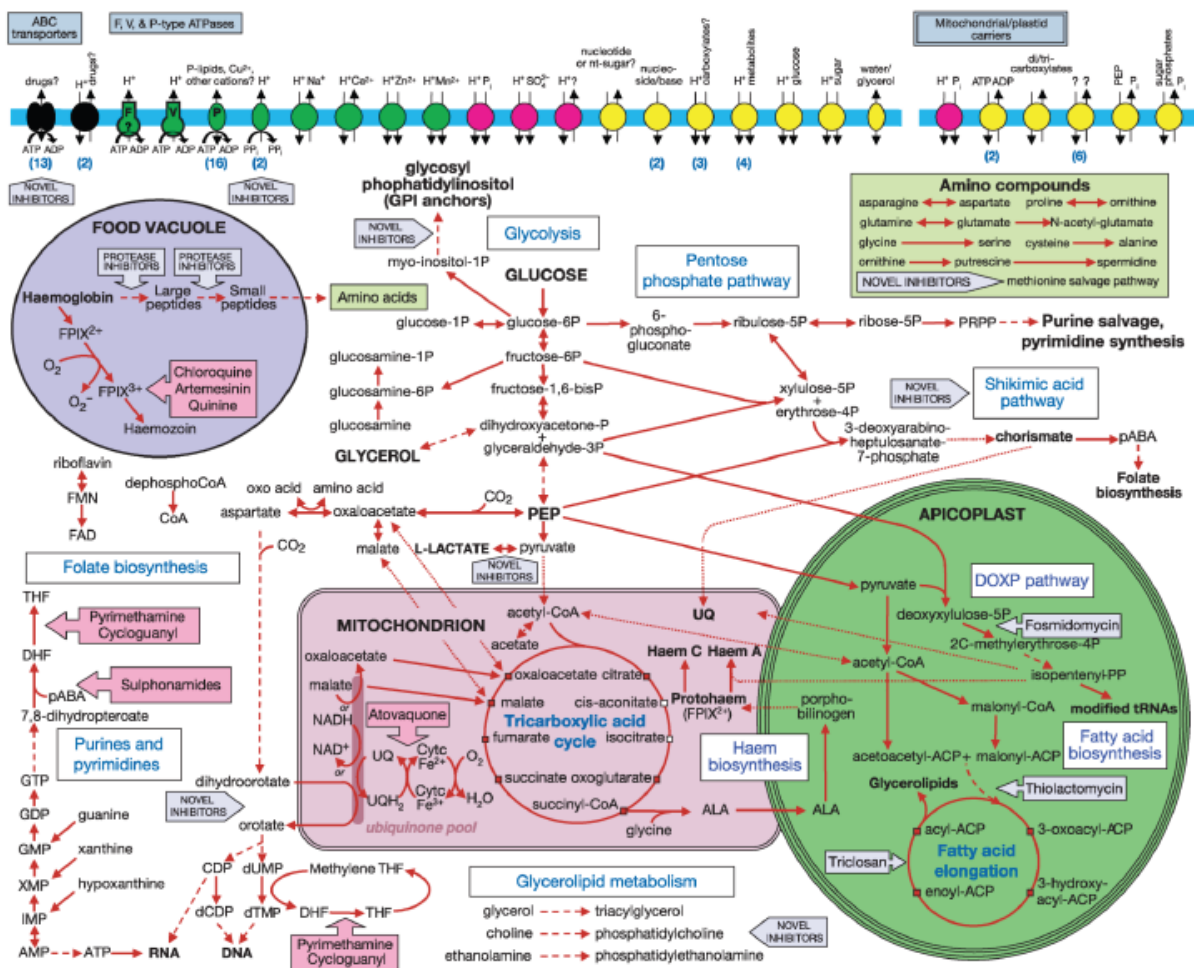 ABC
transporters
F, V, & P-type ATPases
Mitochondrial/plastid
carriers
drugs?
H⁺
drugs?
H⁺
H⁺
P-lipids, Cu²⁺,
other cations?
H⁺
H⁺ Na⁺
H⁺Ca²⁺
H⁺Zn²⁺
H⁺Mn²⁺
H⁺ Pᵢ
H⁺ SO₄²⁻
H⁺?
nucleotide
or nt-sugar?
nucleo-
side/base
H⁺
carboxylates?
H⁺
metabolites
H⁺
glucose
H⁺
sugar
water/
glycerol
H⁺ Pᵢ
ATPADP
di/tri-
carboxylates
? ?
PEP
Pᵢ
sugar
phosphates
Pᵢ
F
?
V
P
ATP ADP
ATP ADP
ATP ADP
ATP ADP
PPᵢ PPᵢ
(13)
(2)
(16)
(2)
(2)
(3)
(4)
(2)
(6)
NOVEL
INHIBITORS
NOVEL
INHIBITORS
glycosyl
phophatidylinositol
(GPI anchors)
NOVEL
INHIBITORS
myo-inositol-1P
Glycolysis
GLUCOSE
Pentose
phosphate pathway
Amino compounds
asparagine aspartate proline ornithine
glutamine glutamate N-acetyl-glutamate
glycine serine cysteine alanine
ornithine putrescine spermidine
NOVEL INHIBITORS methionine salvage pathway
FOOD VACUOLE
PROTEASE
INHIBITORS
PROTEASE
INHIBITORS
Haemoglobin
Large
peptides
Small
peptides
Amino acids
FPIX²⁺
O₂
O₂⁻
FPIX³⁺
Chloroquine
Artemesinin
Quinine
Haemozoin
glucose-1P
glucose-6P
6-
phospho-
gluconate
ribulose-5P
ribose-5P
PRPP
Purine salvage,
pyrimidine synthesis
glucosamine-1P
fructose-6P
glucosamine-6P
fructose-1,6-bisP
glucosamine
dihydroxyacetone-P
+
glyceraldehyde-3P
GLYCEROL
xylulose-5P
+
erythrose-4P
NOVEL
INHIBITORS
Shikimic acid
pathway
3-deoxyarabino-
heptulosanate-
7-phosphate
chorismate
pABA
Folate
biosynthesis
riboflavin
FMN
FAD
dephosphoCoA
CoA
oxo acid
amino acid
aspartate
oxaloacetate
CO₂
PEP
malate
L-LACTATE
pyruvate
NOVEL
INHIBITORS
CO₂
Folate biosynthesis
THF
Pyrimethamine
Cycloguanyl
DHF
pABA
Sulphonamides
7,8-dihydropteroate
Purines and
pyrimidines
GTP
GDP
guanine
GMP
xanthine
XMP
hypoxanthine
IMP
AMP
ATP
RNA
DNA
dihydroorotate
NOVEL
INHIBITORS
orotate
CDP
dUMP
dCDP
dTMP
Methylene THF
DHF
THF
Pyrimethamine
Cycloguanyl
MITOCHONDRION
acetyl-CoA
acetate
oxaloacetate
malate
or
NADH
NAD⁺
or
Atovaquone
UQ
UQH₂
Cytc
Fe²⁺
Cytc
Fe³⁺
O₂
H₂O
ubiquinone pool
oxaloacetate
citrate
malate
cis-aconitate
Tricarboxylic acid
cycle
fumarate
isocitrate
succinate
oxoglutarate
succinyl-CoA
glycine
ALA
ALA
UQ
Haem C
Haem A
Protohaem
(FPIX²⁺)
porpho-
bilinogen
Haem
biosynthesis
APICOPLAST
pyruvate
DOXP pathway
deoxyxylulose-5P
Fosmidomycin
2C-methylerythrose-4P
acetyl-CoA
isopentenyl-PP
malonyl-CoA
modified tRNAs
Fatty acid
biosynthesis
acetoacetyl-ACP
+
malonyl-ACP
Glycerolipids
Thiolactomycin
acyl-ACP
3-oxoacyl-ACP
Triclosan
Fatty acid
elongation
enoyl-ACP
3-hydroxy-
acyl-ACP
Glycerolipid metabolism
glycerol triacylglycerol
choline phosphatidylcholine
ethanolamine phosphatidylethanolamine
NOVEL
INHIBITORS